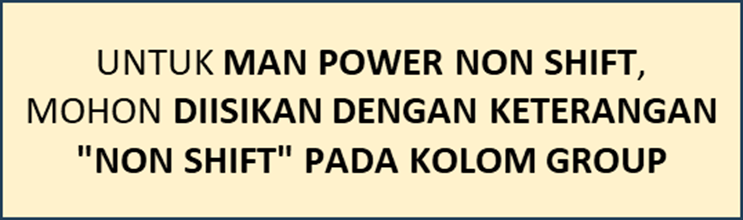 UNTUK MAN POWER NON SHIFT,
MOHON DIISIKAN DENGAN KETERANGAN
"NON SHIFT" PADA KOLOM GROUP